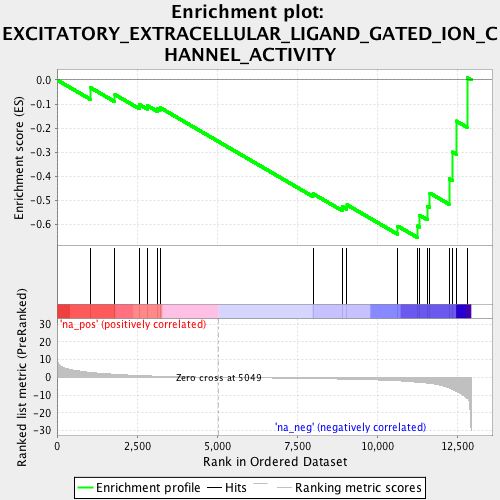 Enrichment plot:
EXCITATORY_EXTRACELLULAR_LIGAND_GATED_ION_C
HANNEL_ACTIVITY
Enrichment score (ES)
0.0
-0.1
-0.2
-0.3
-0.4
-0.5
-0.6
'na_pos' (positively correlated)
Ranked list metric (PreRanked)
30
20
10
0
-10
-20
-30
Zero cross at 5049
'na_neg' (negatively correlated)
0
2,500
5,000
7,500
10,000
12,500
Rank in Ordered Dataset
Enrichment profile
Hits
Ranking metric scores